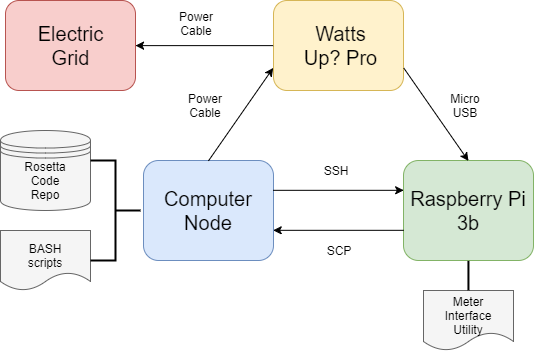 Power
Cable
Electric
Grid
Watts
Up? Pro
Power
Cable
Micro
USB
Rosetta
Code
Repo
Computer
Node
SSH
Raspberry Pi
3b
SCP
BASH
scripts
Meter
Interface
Utility